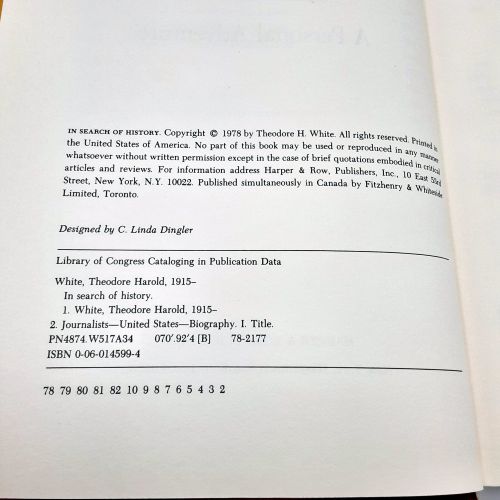 IN SEARCH OF HISTORY. Copyright © 1978 by Theodore H. White. All rights reserved. Printed in
the United States of America. No part of this book may be used or reproduced in any manner
whatsoever without written permission except in the case of brief quotations embodied in critical
articles and reviews. For information address Harper & Row, Publishers, Inc., 10 East 53rd
Street, New York, N.Y. 10022. Published simultaneously in Canada by Fitzhenry & Whiteside
Limited, Toronto.
Designed by C. Linda Dingler
Library of Congress Cataloging in Publication Data
White, Theodore Harold, 1915–
In search of history.
1. White, Theodore Harold, 1915–
2. Journalists—United States—Biography. I. Title.
PN4874.W517A34 070'.92'4 [B] 78-2177
ISBN 0-06-014599-4
78 79 80 81 82 10 9 8 7 6 5 4 3 2